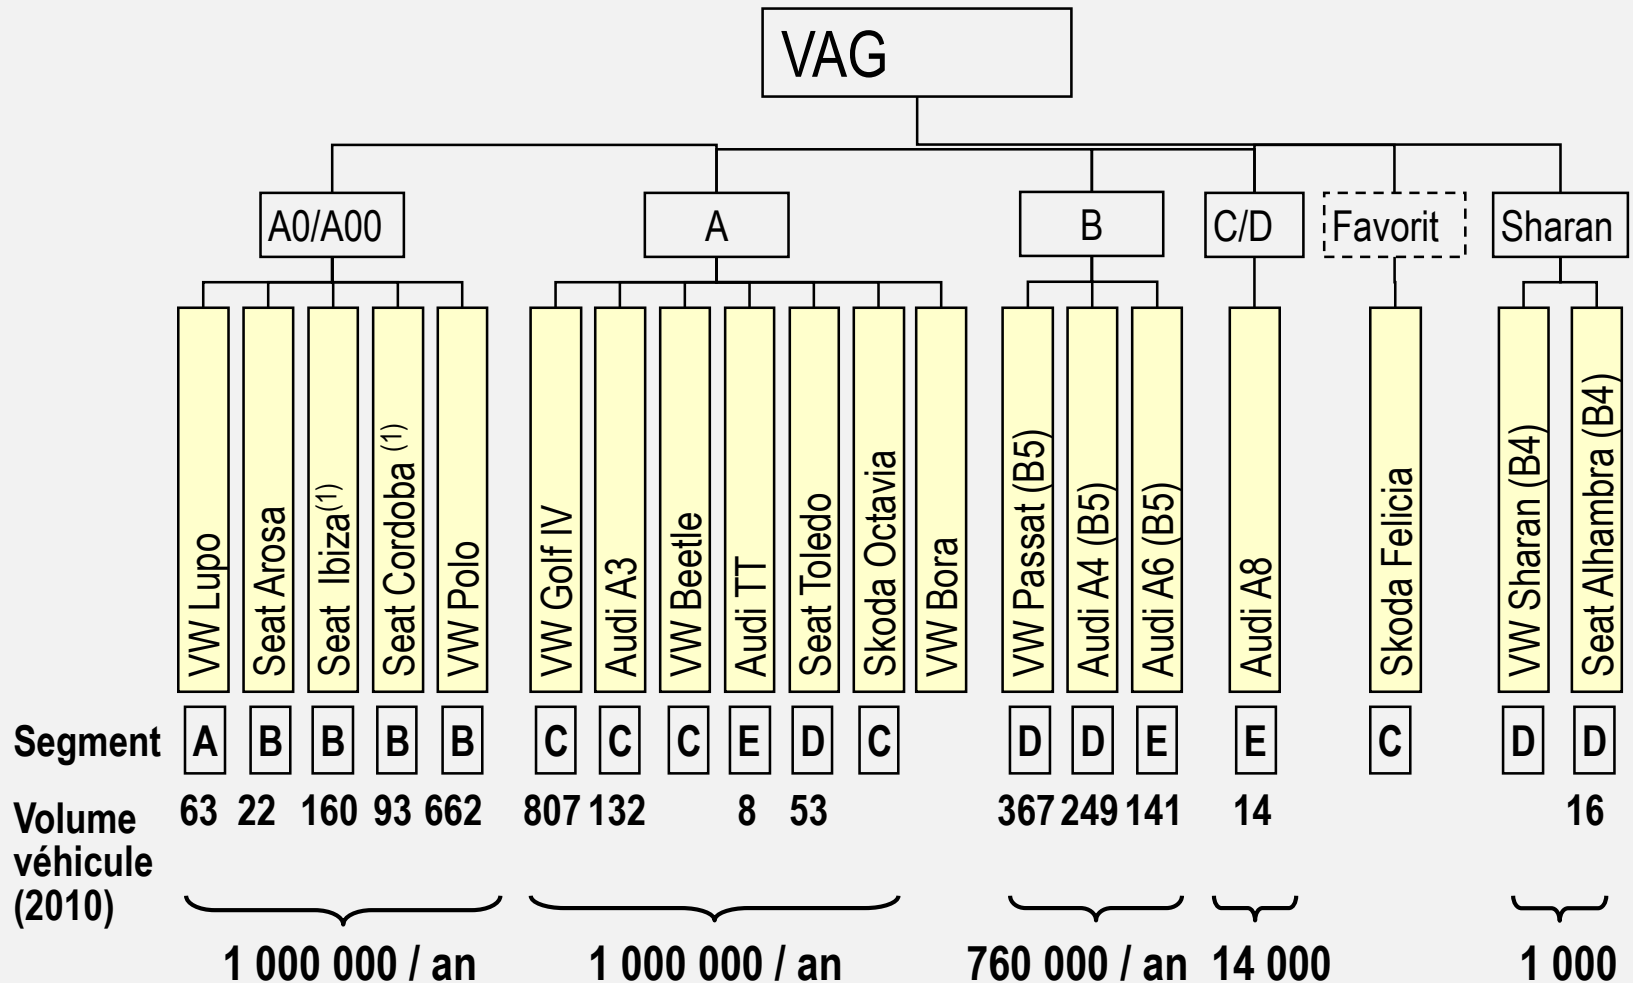 VAG
A0/A00 A B C/D Favorit Sharan
VW Lupo
Seat Arosa
Seat Ibiza(1)
Seat Cordoba (1)
VW Polo
VW Golf IV
Audi A3
VW Beetle
Audi TT
Seat Toledo
Skoda Octavia
VW Bora
VW Passat (B5)
Audi A4 (B5)
Audi A6 (B5)
Audi A8
Skoda Felicia
VW Sharan (B4)
Seat Alhambra (B4)
Segment A B B B B C C C E D C D D E E C D D
Volume 63 22 160 93 662 807 132 8 53 367 249 141 14 16
véhicule
(2010)
1 000 000 / an 1 000 000 / an 760 000 / an 14 000 1 000